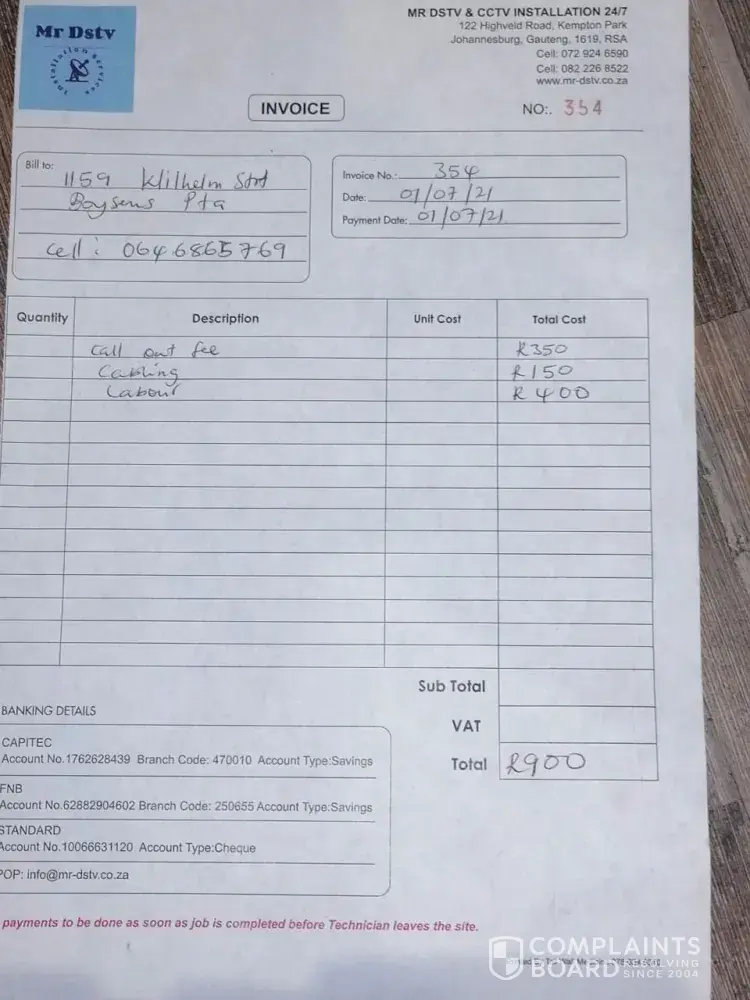 Mr Dstv
Installation Services
MR DSTV & CCTV INSTALLATION 24/7
122 Highveld Road, Kempton Park
Johannesburg, Gauteng, 1619, RSA
Cell: 072 924 6590
Cell: 082 226 8522
www.mr-dstv.co.za
INVOICE
NO:. 354
Bill to:
1159 Klilhelm Strt
Boysens Pta
Cell : 0646865769
Invoice No.: 354
Date: 01/07/21
Payment Date: 01/07/21
Quantity Description Unit Cost Total Cost
Call out fee R350
Cabling R150
Labour R400
Sub Total
VAT
Total R900
BANKING DETAILS
CAPITEC
Account No.1762628439 Branch Code: 470010 Account Type:Savings
FNB
Account No.62882904602 Branch Code: 250655 Account Type:Savings
STANDARD
Account No.10066631120 Account Type:Cheque
POP: info@mr-dstv.co.za
payments to be done as soon as job is completed before Technician leaves the site.
COMPLAINTS
BOARD RESOLVING
SINCE 2004